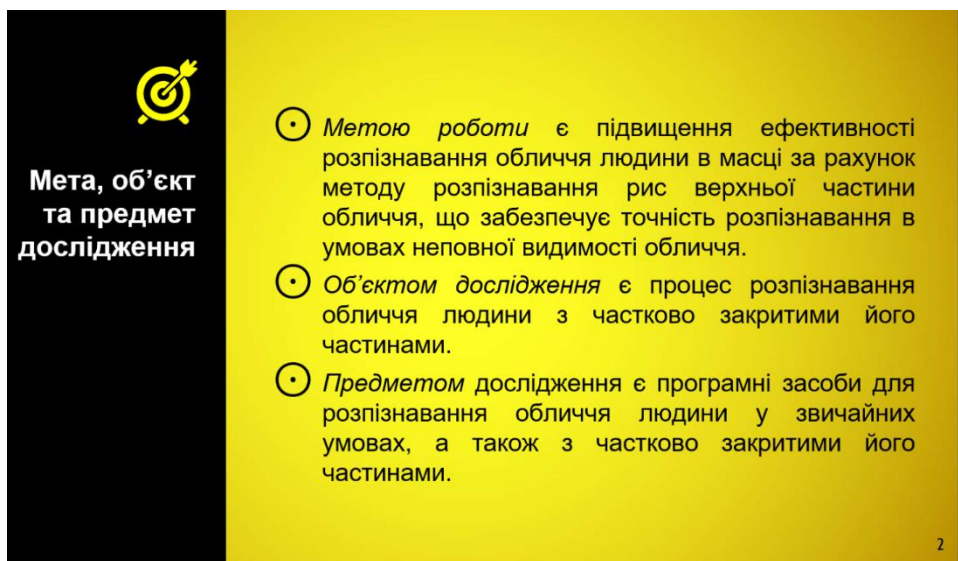 Мета, об’єкт
та предмет
дослідження
Метою роботи є підвищення ефективності
розпізнавання обличчя людини в масці за рахунок
методу розпізнавання рис верхньої частини
обличчя, що забезпечує точність розпізнавання в
умовах неповної видимості обличчя.
Об’єктом дослідження є процес розпізнавання
обличчя людини з частково закритими його
частинами.
Предметом дослідження є програмні засоби для
розпізнавання обличчя людини у звичайних
умовах, а також з частково закритими його
частинами.
2